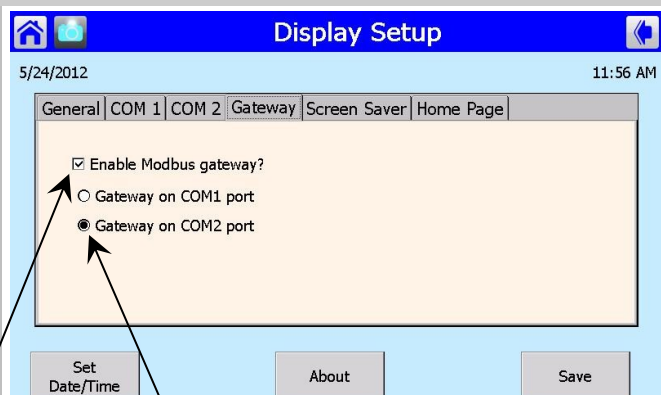 Display Setup
5/24/2012 11:56 AM
General COM 1 COM 2 Gateway Screen Saver Home Page
Enable Modbus gateway?
Gateway on COM1 port
Gateway on COM2 port
Set
Date/Time
About
Save